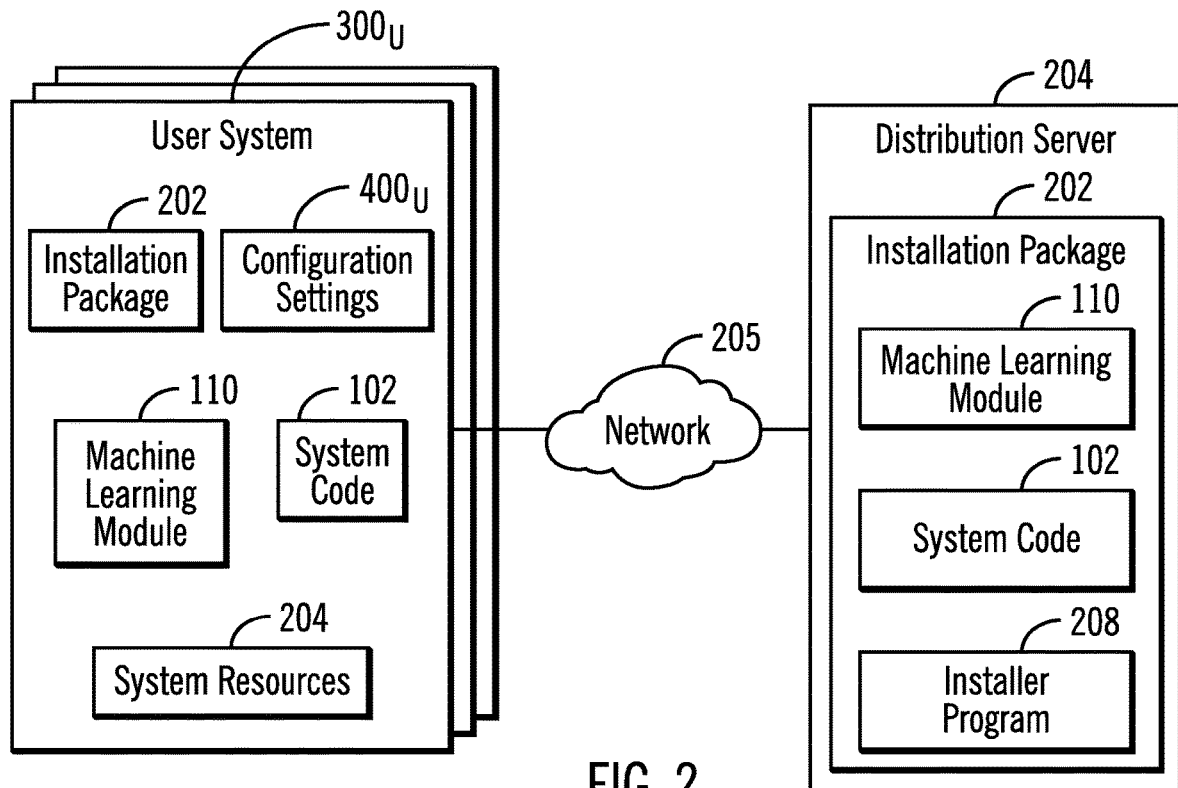 300U
User System
202
400U
Installation
Package
Configuration
Settings
110
102
Machine
Learning
Module
System
Code
204
System Resources
205
Network
204
Distribution Server
202
Installation Package
110
Machine Learning
Module
102
System Code
208
Installer
Program
FIG. 2